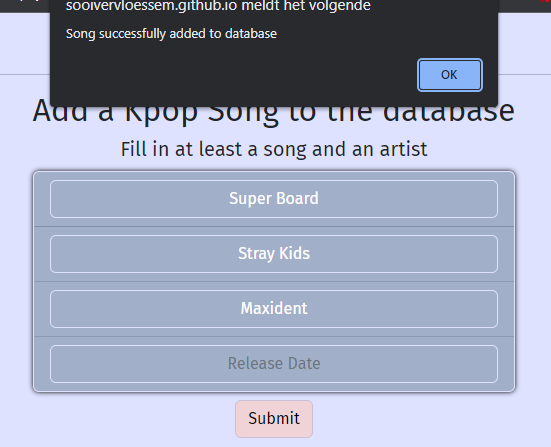 sooivervloessem.github.io meldt het volgende
Song successfully added to database
OK
Add a Kpop Song to the database
Fill in at least a song and an artist
Super Board
Stray Kids
Maxident
Release Date
Submit